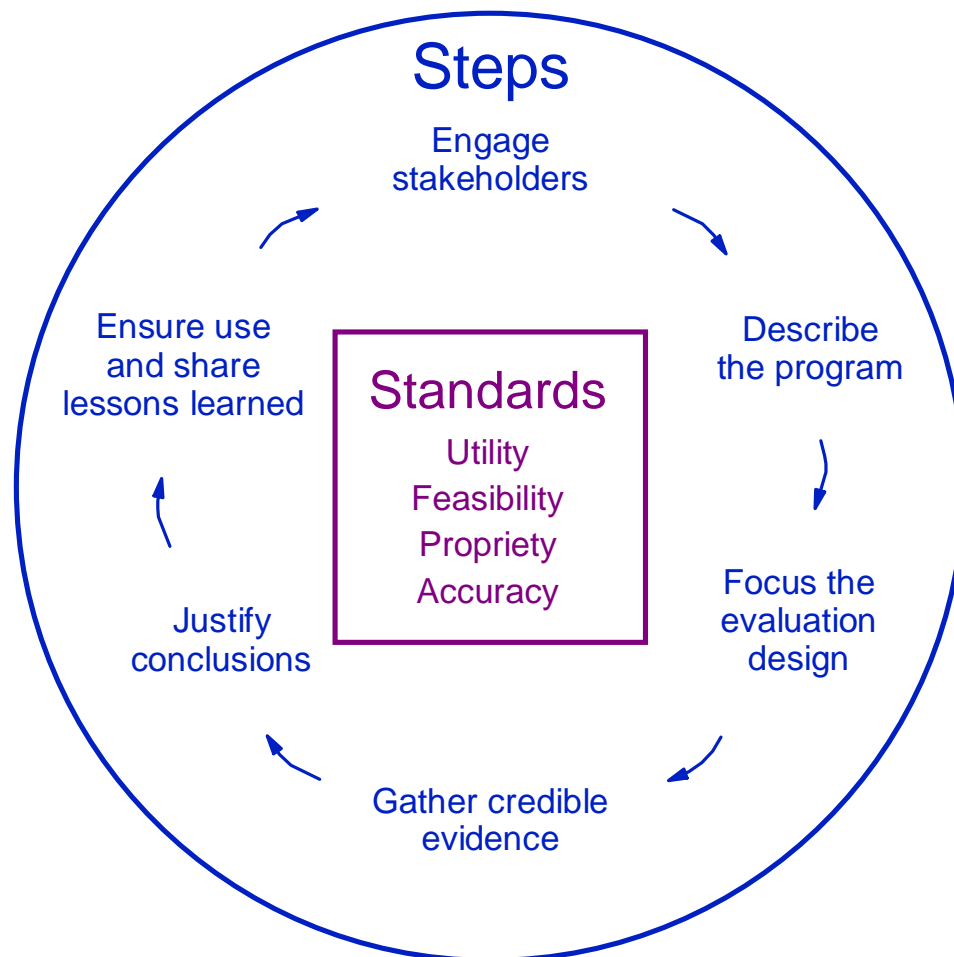 Steps
Engage
stakeholders
Describe
the program
Focus the
evaluation
design
Gather credible
evidence
Justify
conclusions
Ensure use
and share
lessons learned
Standards
Utility
Feasibility
Propriety
Accuracy